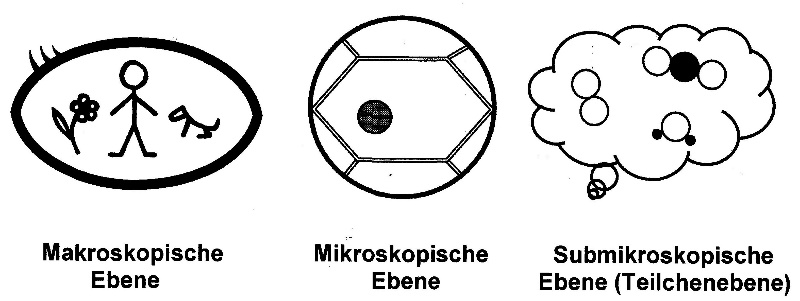 Makroskopische
Ebene
Mikroskopische
Ebene
Submikroskopische
Ebene (Teilchenebene)